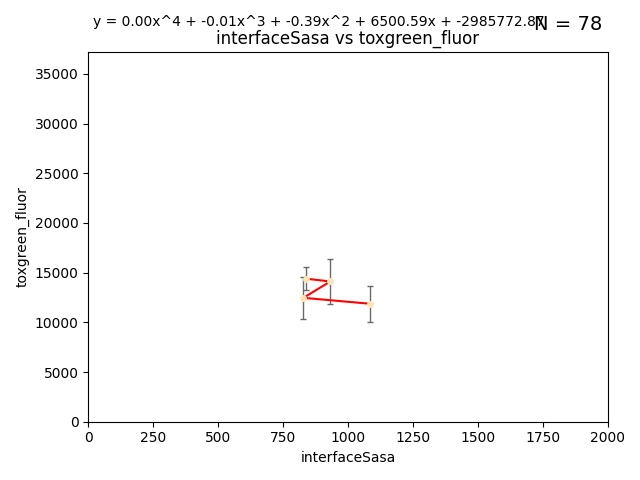 y = 0.00x^4 + -0.01x^3 + -0.39x^2 + 6500.59x + -2985772.87
N = 78
interfaceSasa vs toxgreen_fluor
35000
30000
25000
20000
15000
10000
5000
0
toxgreen_fluor
0 250 500 750 1000 1250 1500 1750 2000
interfaceSasa